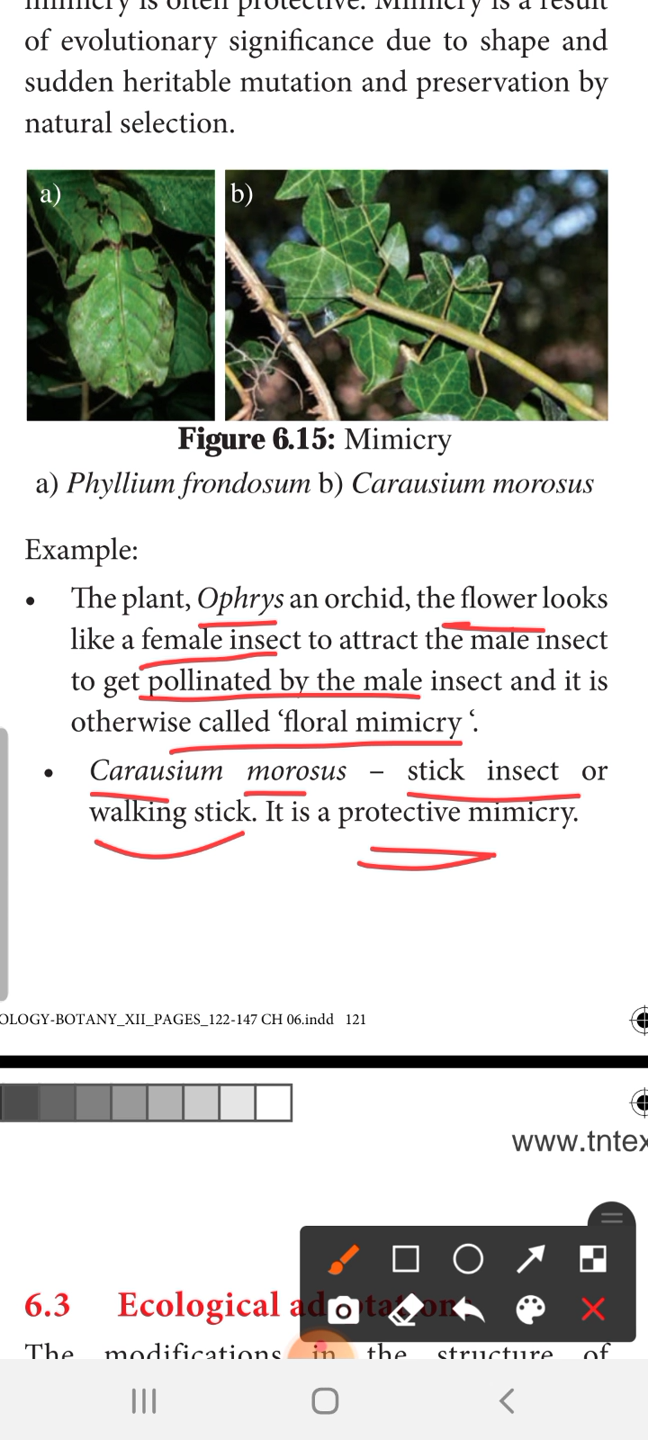 of evolutionary significance due to shape and
sudden heritable mutation and preservation by
natural selection.
a)
b)
Figure 6.15: Mimicry
a) Phyllium frondosum b) Carausium morosus
Example:
• The plant, Ophrys an orchid, the flower looks
like a female insect to attract the male insect
to get pollinated by the male insect and it is
otherwise called ‘floral mimicry ‘.
• Carausium morosus – stick insect or
walking stick. It is a protective mimicry.
OLOGY-BOTANY_XII_PAGES_122-147 CH 06.indd 121
www.tntex
6.3 Ecological
The modifications in the structure of